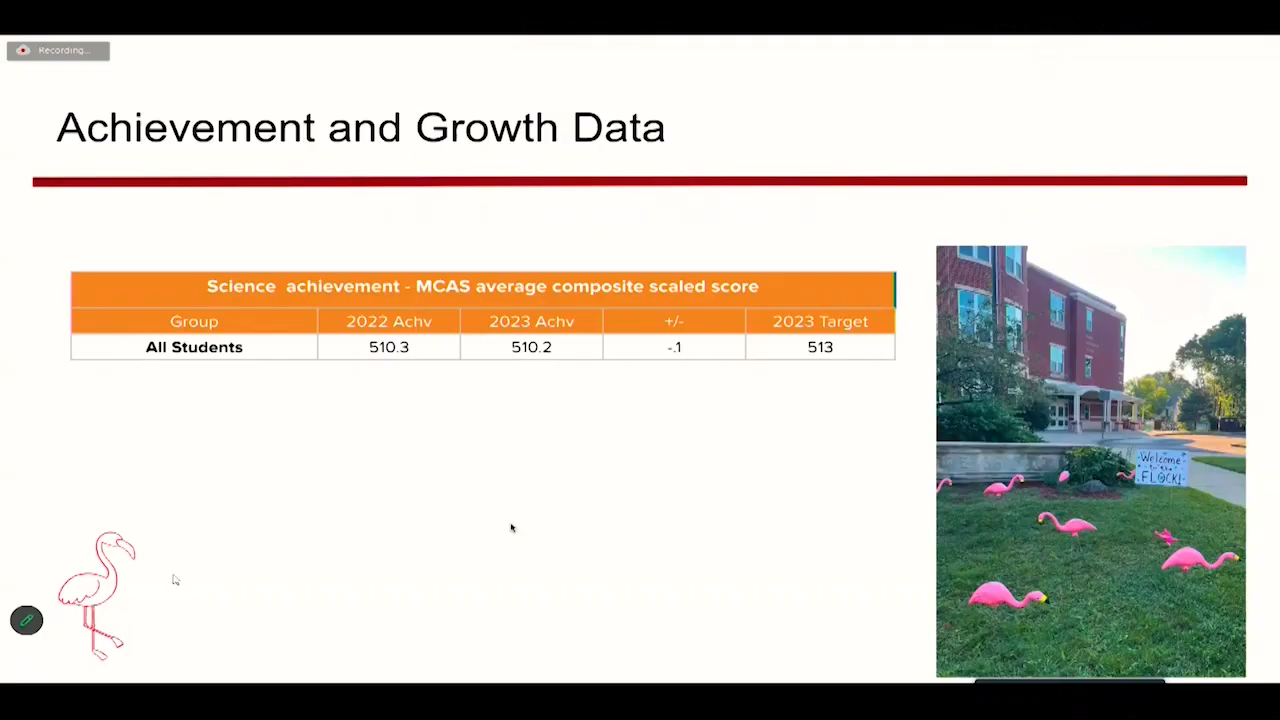 Recording...
Achievement and Growth Data
Science achievement - MCAS average composite scaled score
Group 2022 Achv 2023 Achv +/- 2023 Target
All Students 510.3 510.2 -.1 513
Welcome
to the
FLOCK!